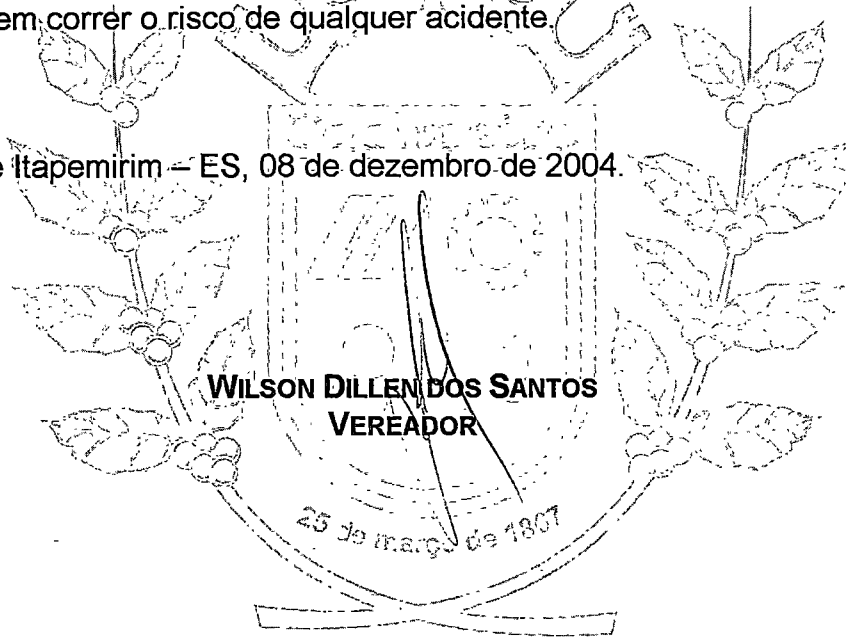 em correr o risco de qualquer acidente.
e Itapemirim – ES, 08 de dezembro de 2004.
WILSON DILLEN DOS SANTOS
VEREADOR
25 de março de 1867